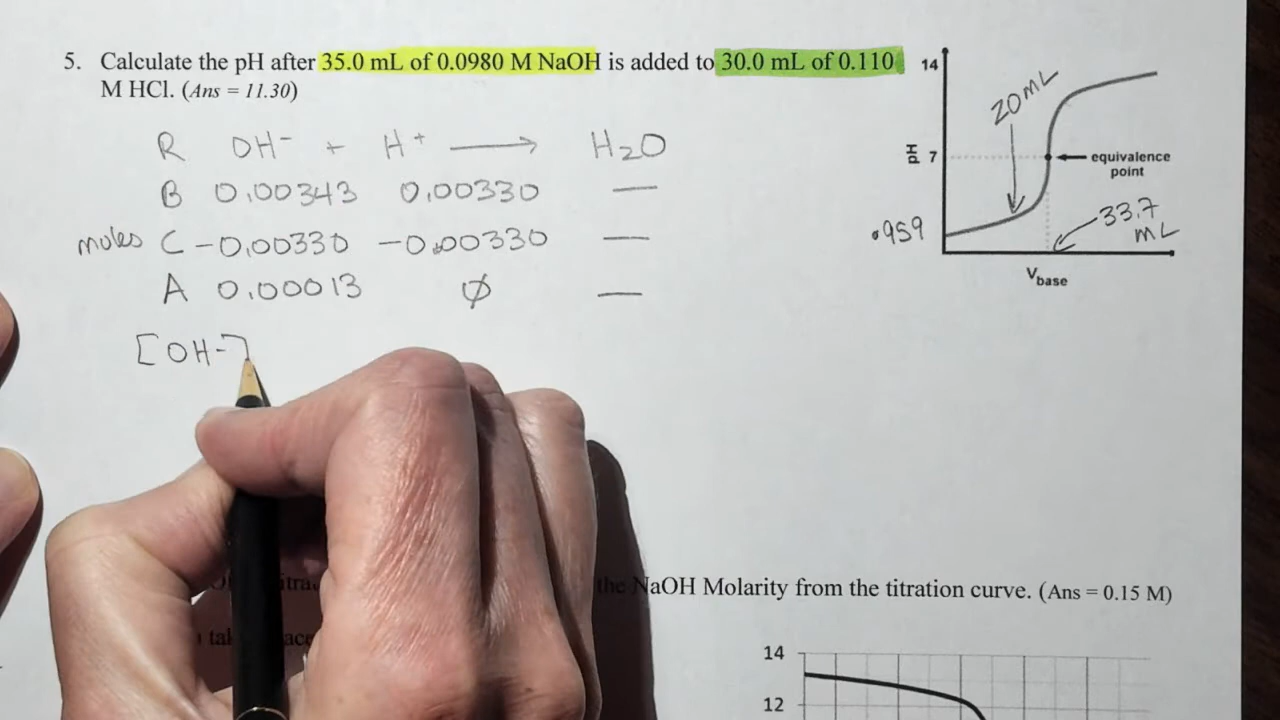 5. Calculate the pH after 35.0 mL of 0.0980 M NaOH is added to 30.0 mL of 0.110
M HCl. (Ans = 11.30)
R OH⁻ + H⁺ ⟶ H₂O
B 0.00343 0.00330 —
moles C -0.00330 -0.00330 —
A 0.00013 ∅ —
[OH-]
14
20mL
pH 7
equivalence
point
.959
33.7
mL
Vbase
the NaOH Molarity from the titration curve. (Ans = 0.15 M)
14
12